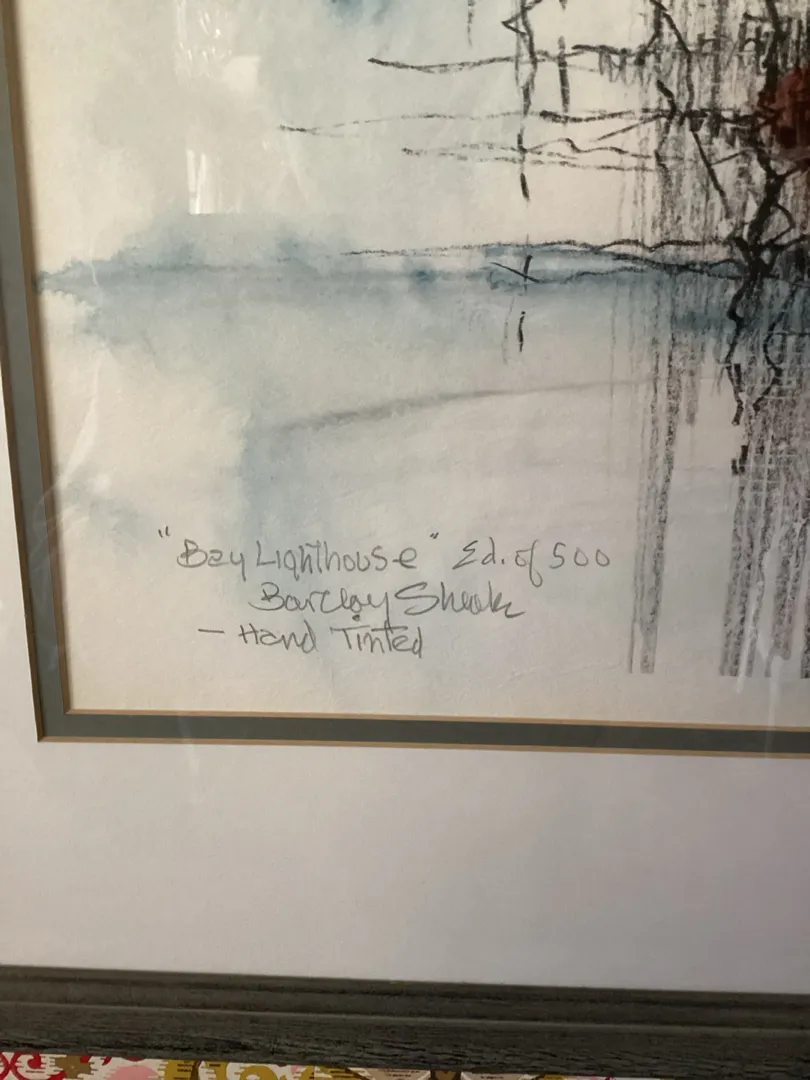 "Bay Lighthouse" Ed. of 500
Barclay Sheaks
— Hand Tinted